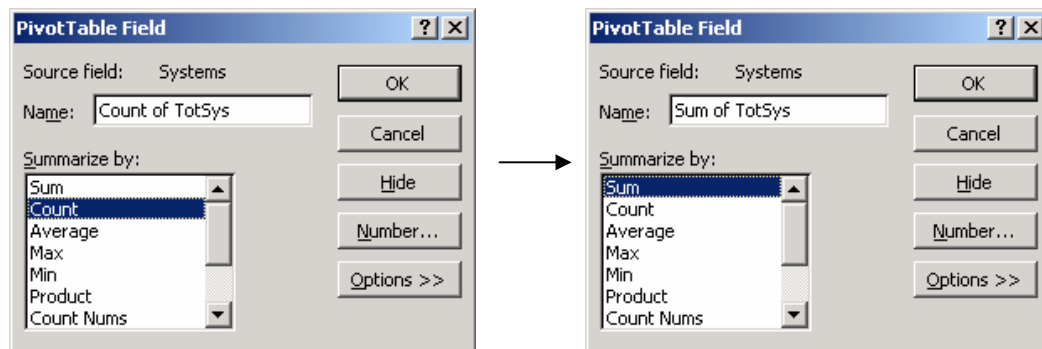 PivotTable Field
Source field: Systems
Name: Count of TotSys
Summarize by:
Sum
Count
Average
Max
Min
Product
Count Nums
OK
Cancel
Hide
Number...
Options >>
PivotTable Field
Source field: Systems
Name: Sum of TotSys
Summarize by:
Sum
Count
Average
Max
Min
Product
Count Nums
OK
Cancel
Hide
Number...
Options >>